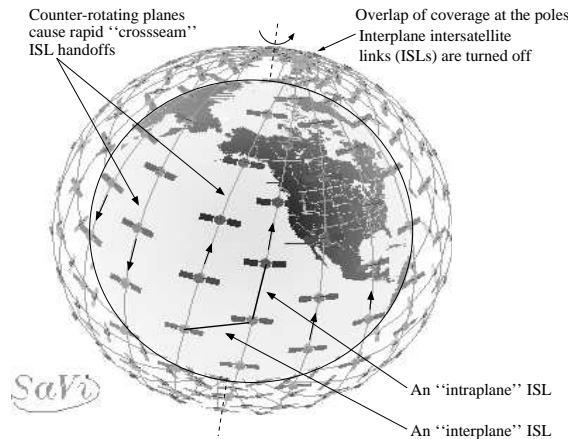 Counter-rotating planes
cause rapid ‘‘crossseam’’
ISL handoffs
Overlap of coverage at the poles
Interplane intersatellite
links (ISLs) are turned off
SaVi
An ‘‘intraplane’’ ISL
An ‘‘interplane’’ ISL